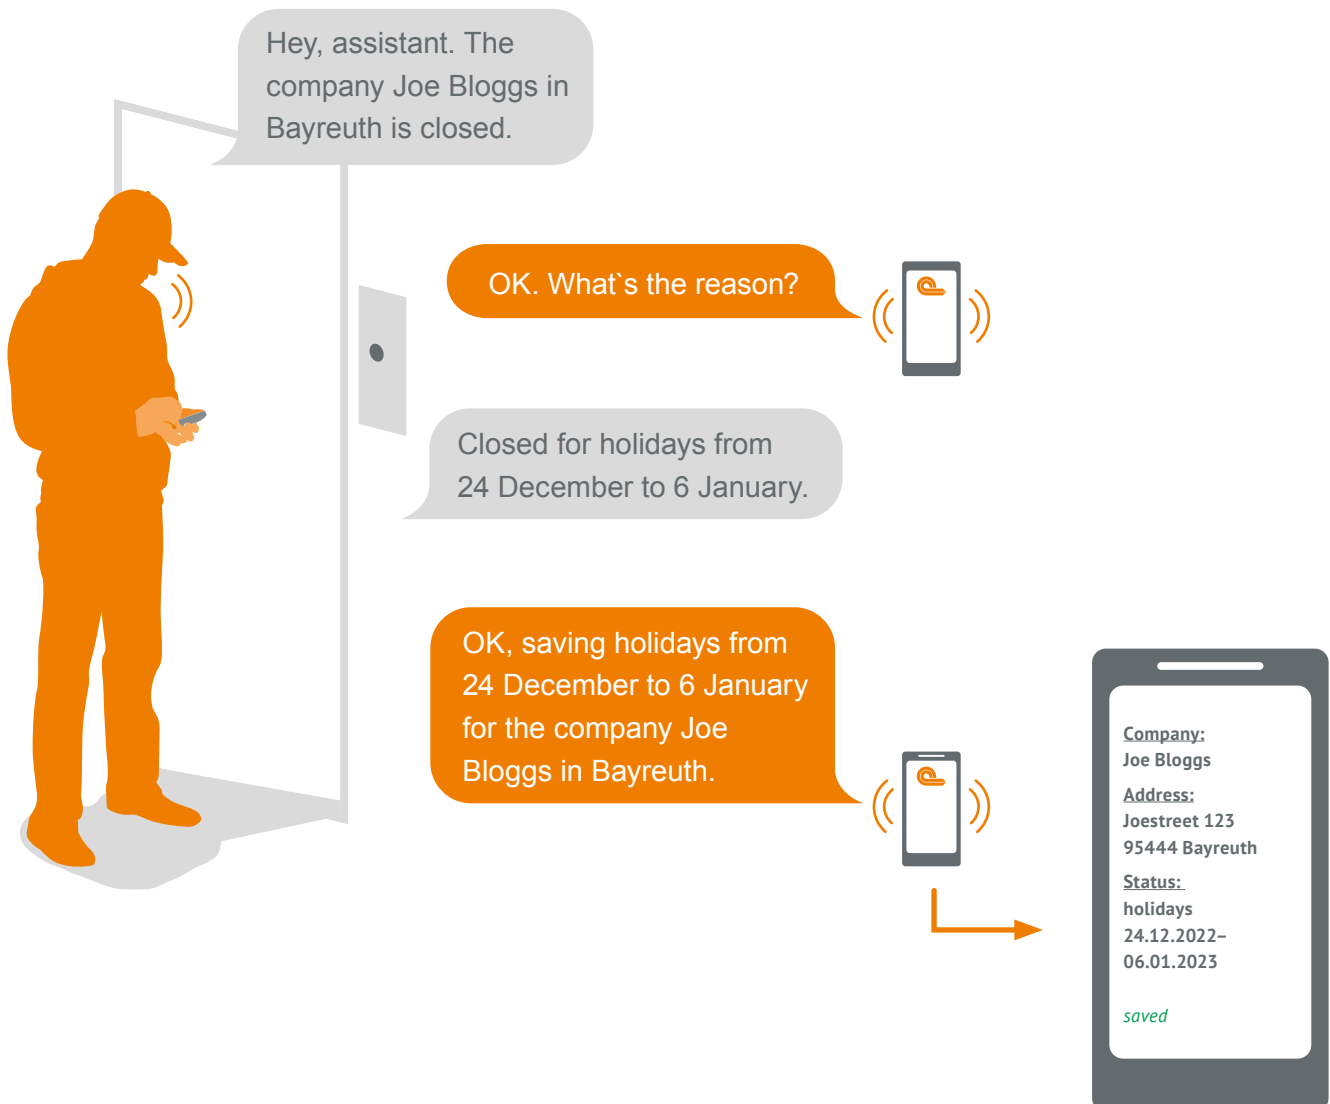 Hey, assistant. The
company Joe Bloggs in
Bayreuth is closed.
OK. What`s the reason?
Closed for holidays from
24 December to 6 January.
OK, saving holidays from
24 December to 6 January
for the company Joe
Bloggs in Bayreuth.
Company:
Joe Bloggs
Address:
Joestreet 123
95444 Bayreuth
Status:
holidays
24.12.2022–
06.01.2023
saved